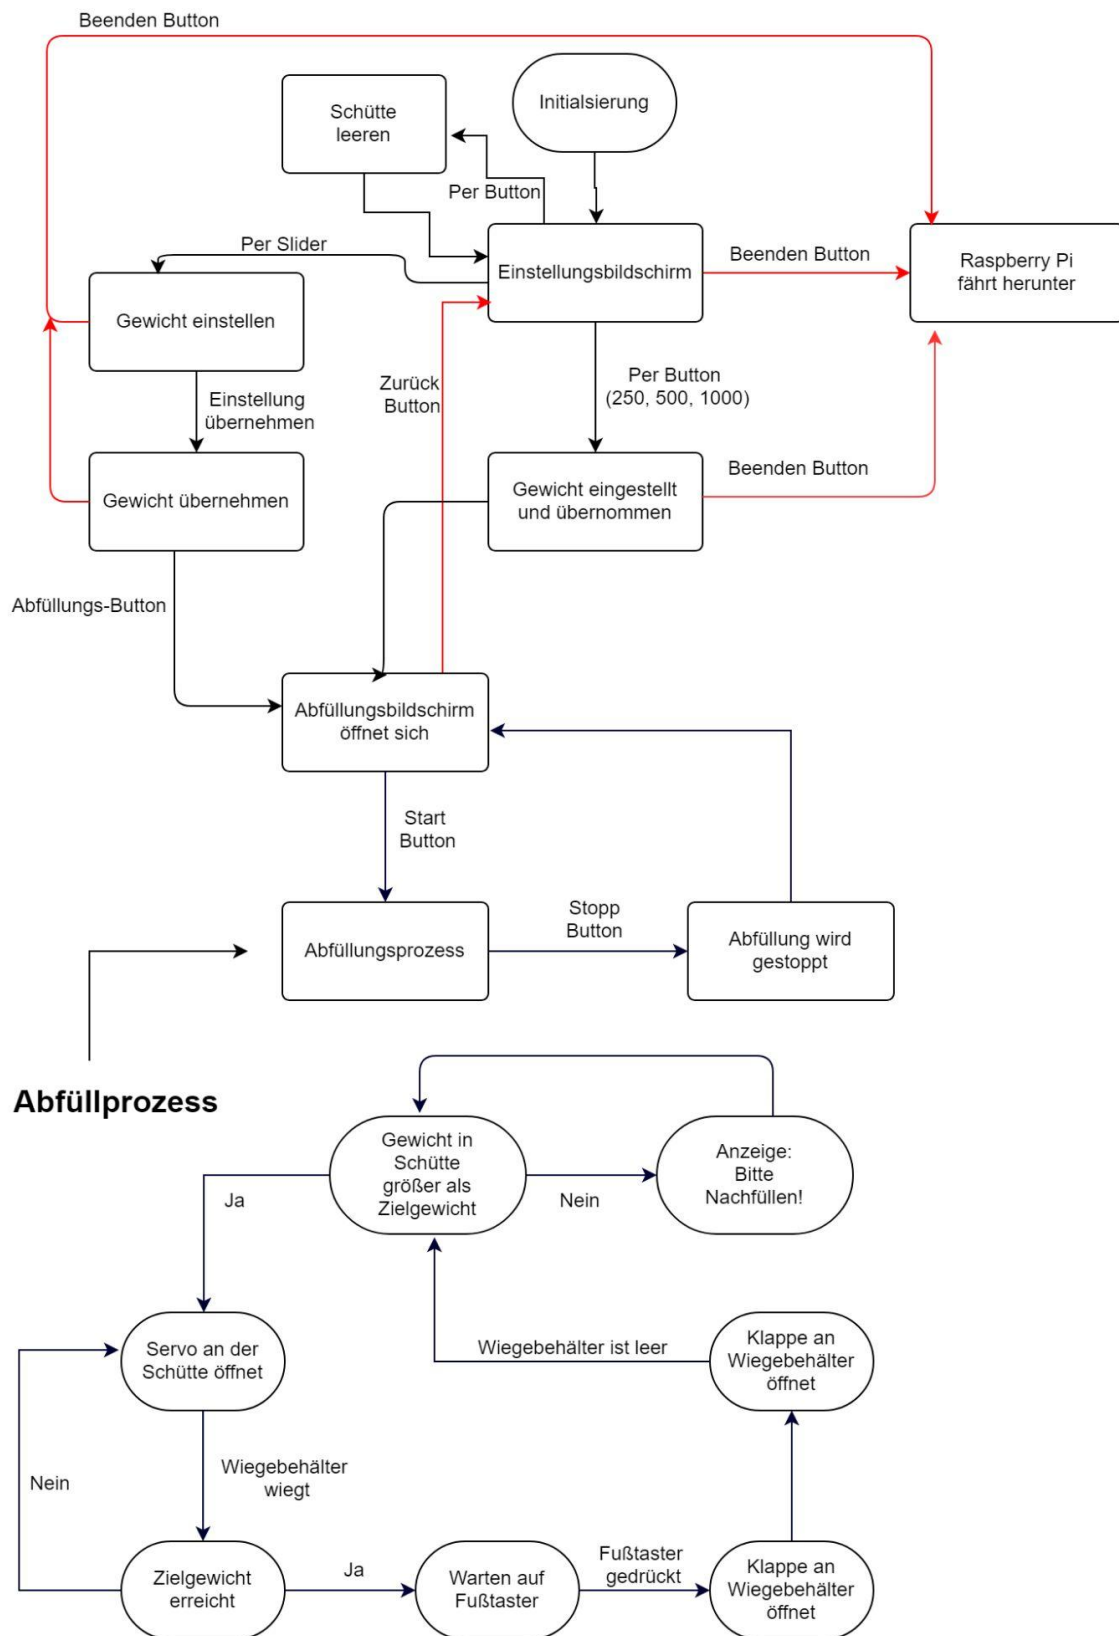 Beenden Button
Schütte
leeren
Initialsierung
Per Button
Per Slider
Einstellungsbildschirm
Beenden Button
Raspberry Pi
fährt herunter
Gewicht einstellen
Zurück
Button
Per Button
(250, 500, 1000)
Einstellung
übernehmen
Gewicht übernehmen
Gewicht eingestellt
und übernommen
Beenden Button
Abfüllungs-Button
Abfüllungsbildschirm
öffnet sich
Start
Button
Abfüllungsprozess
Stopp
Button
Abfüllung wird
gestoppt
Abfüllprozess
Gewicht in
Schütte
größer als
Zielgewicht
Anzeige:
Bitte
Nachfüllen!
Ja
Nein
Servo an der
Schütte öffnet
Wiegebehälter ist leer
Klappe an
Wiegebehälter
öffnet
Nein
Wiegebehälter
wiegt
Zielgewicht
erreicht
Ja
Warten auf
Fußtaster
Fußtaster
gedrückt
Klappe an
Wiegebehälter
öffnet